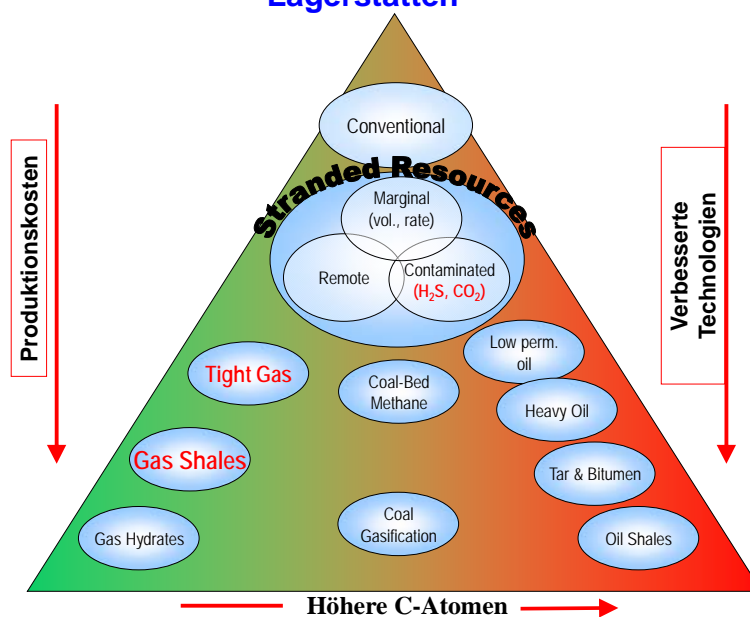 Lagerstätten
Conventional
Stranded Resources
Marginal
(vol., rate)
Remote
Contaminated
(H₂S, CO₂)
Produktionskosten
Verbesserte
Technologien
Low perm.
oil
Tight Gas
Coal-Bed
Methane
Heavy Oil
Gas Shales
Tar & Bitumen
Gas Hydrates
Coal
Gasification
Oil Shales
Höhere C-Atomen